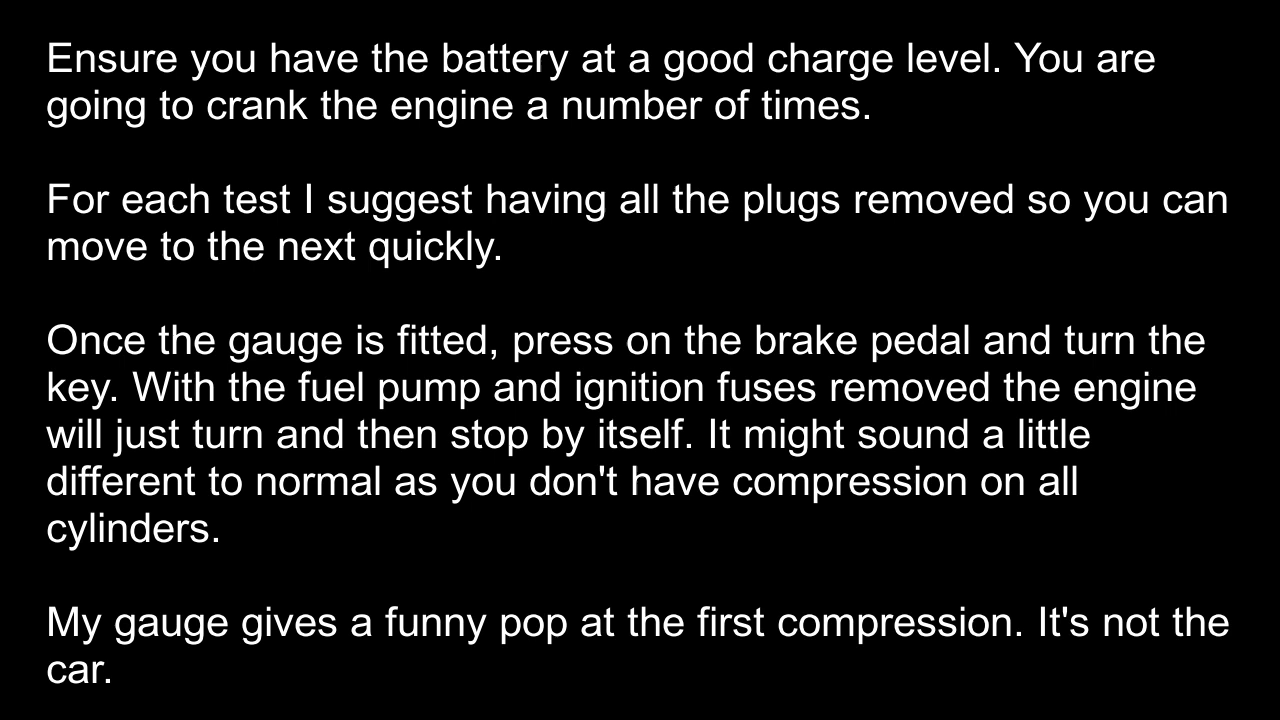 Ensure you have the battery at a good charge level. You are
going to crank the engine a number of times.
For each test I suggest having all the plugs removed so you can
move to the next quickly.
Once the gauge is fitted, press on the brake pedal and turn the
key. With the fuel pump and ignition fuses removed the engine
will just turn and then stop by itself. It might sound a little
different to normal as you don't have compression on all
cylinders.
My gauge gives a funny pop at the first compression. It's not the
car.